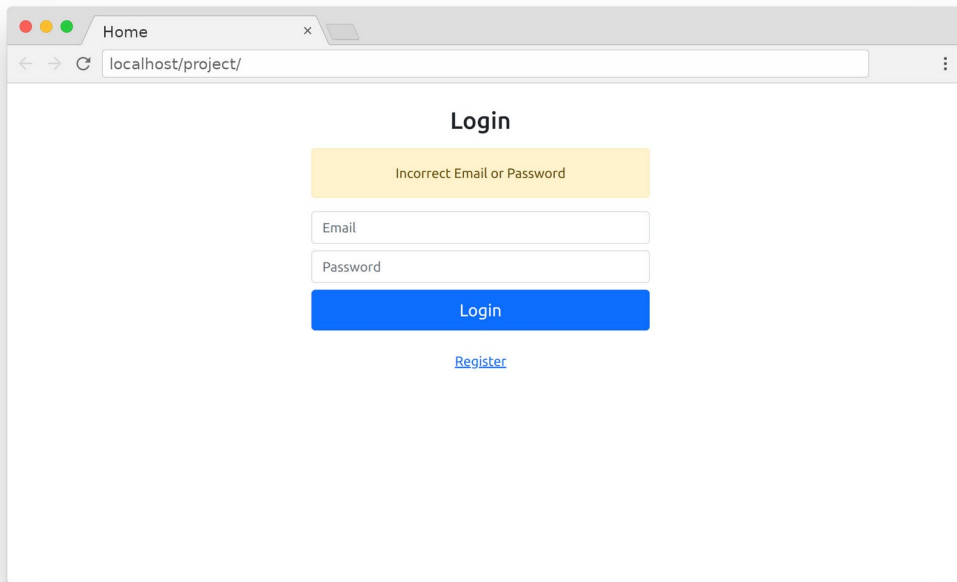 Home
localhost/project/
Login
Incorrect Email or Password
Email
Password
Login
Register